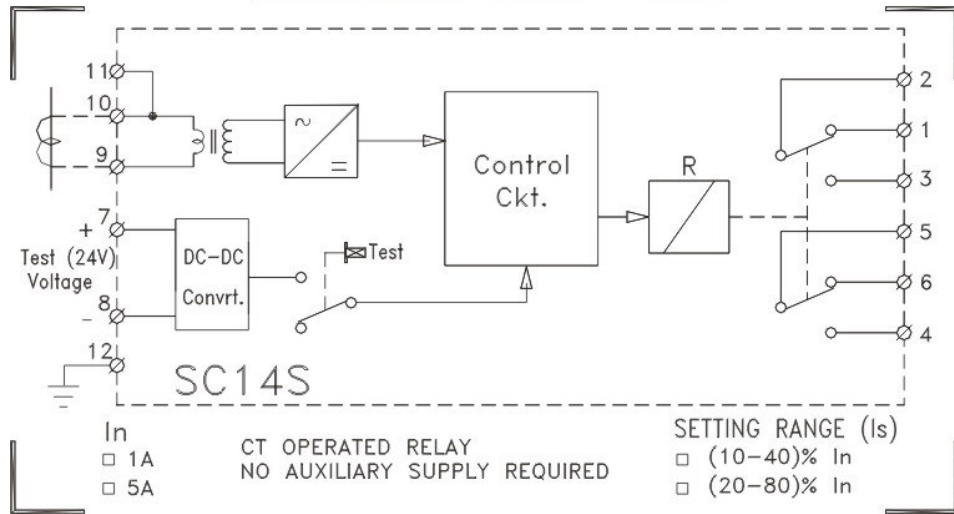 11
10
9
7
+
Test (24V)
Voltage
8
-
12
~
=
DC-DC
Convrt.
Test
Control
Ckt.
R
2
1
3
5
6
4
SC14S
In
□ 1A
□ 5A
CT OPERATED RELAY
NO AUXILIARY SUPPLY REQUIRED
SETTING RANGE (Is)
□ (10-40)% In
□ (20-80)% In